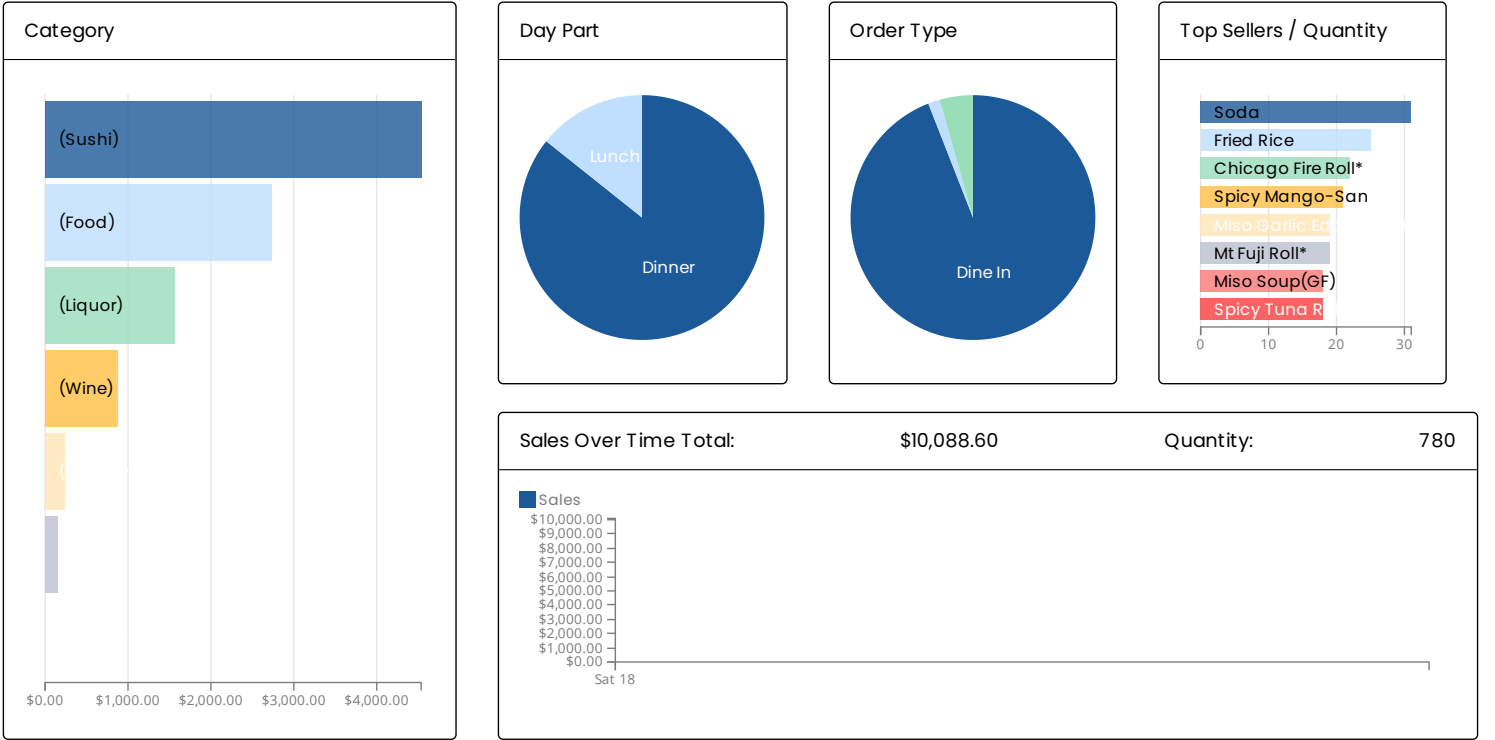 Category
(Sushi)
(Food)
(Liquor)
(Wine)
$0.00 $1,000.00 $2,000.00 $3,000.00 $4,000.00
Day Part
Lunch
Dinner
Order Type
Dine In
Top Sellers / Quantity
Soda
Fried Rice
Chicago Fire Roll*
Spicy Mango-San
Miso Garlic
Mt Fuji Roll*
Miso Soup(GF)
Spicy Tuna
0 10 20 30
Sales Over Time Total: $10,088.60 Quantity: 780
Sales
$10,000.00
$9,000.00
$8,000.00
$7,000.00
$6,000.00
$5,000.00
$4,000.00
$3,000.00
$2,000.00
$1,000.00
$0.00
Sat 18